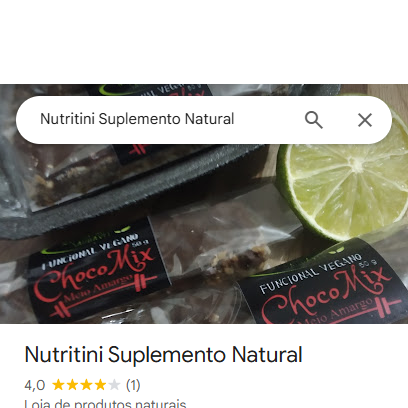 Nutritini Suplemento Natural
FUNCIONAL VEGANO
50 g
ChocoMix
Meio Amargo
FUNCIONAL VEGANO
50 g
ChocoMix
Meio Amargo
Nutritini Suplemento Natural
4,0 (1)
Loja de produtos naturais